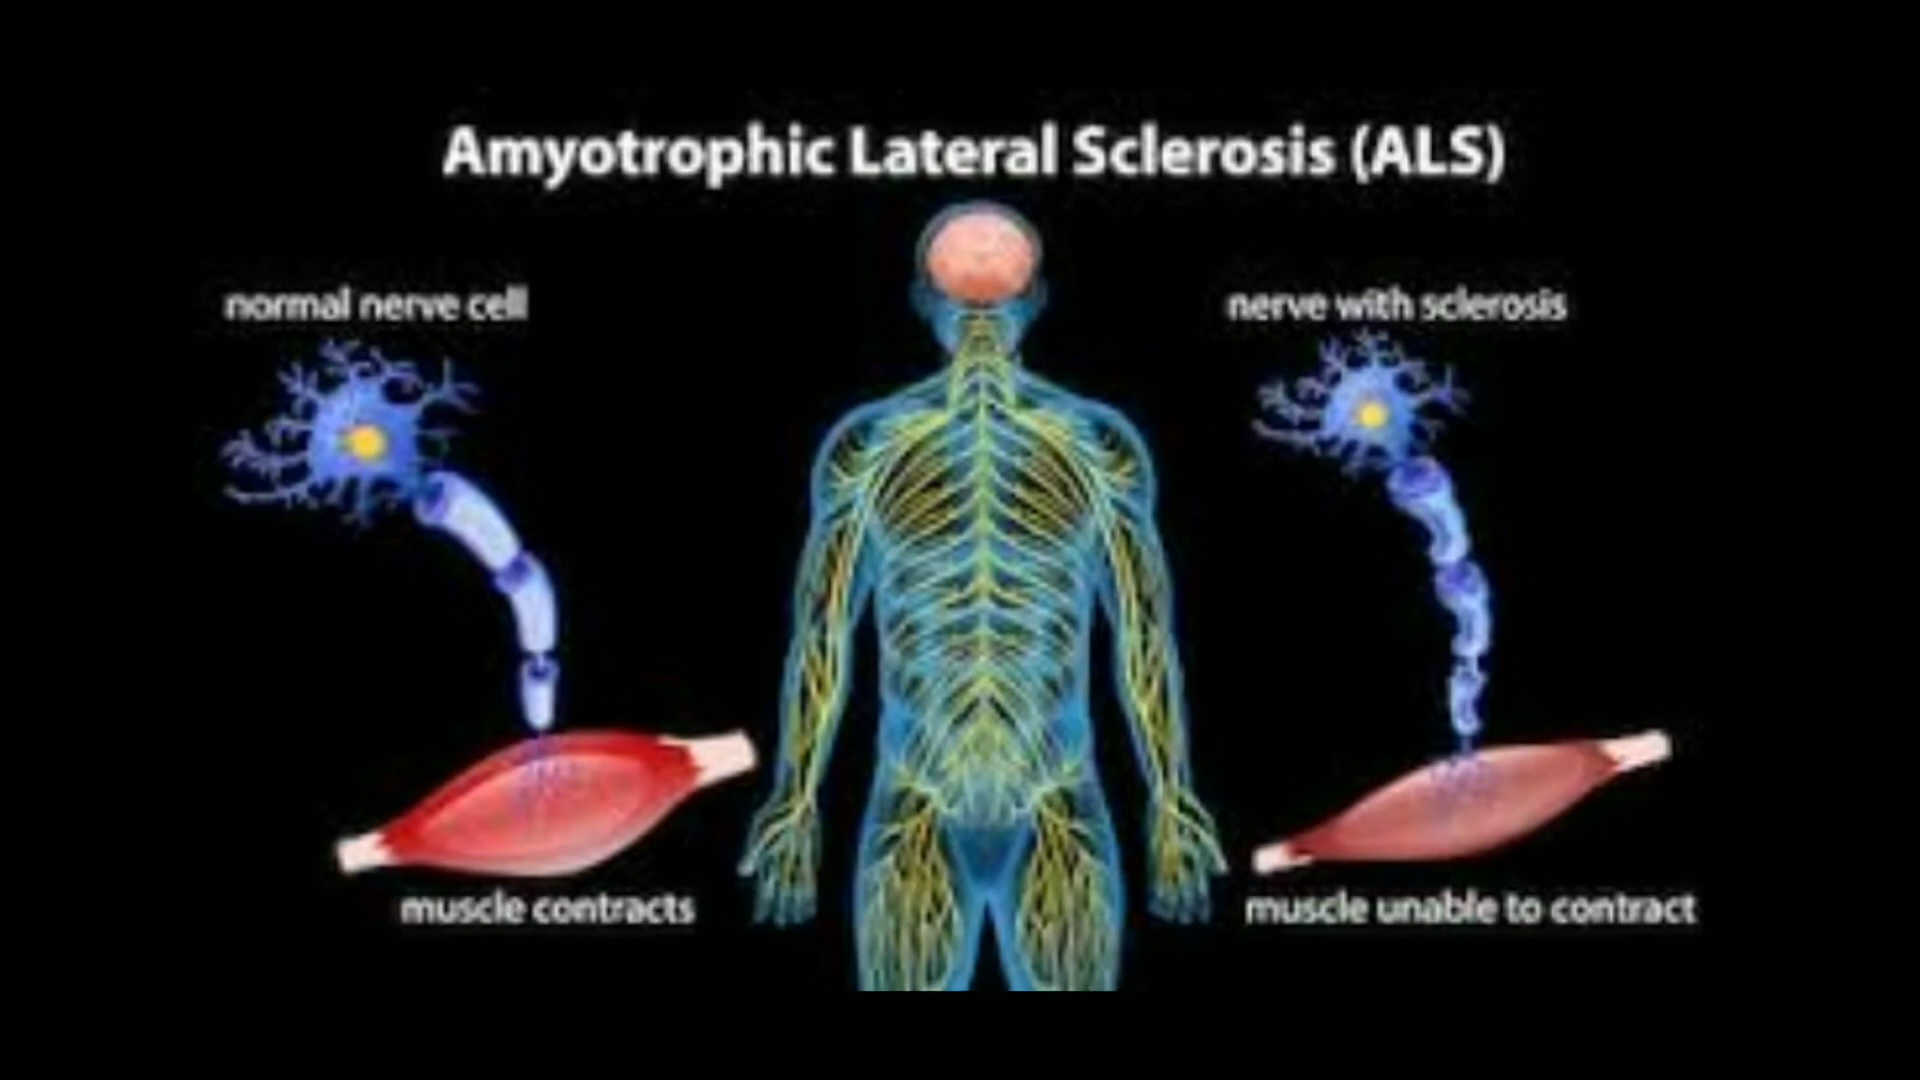 Amyotrophic Lateral Sclerosis (ALS)
normal nerve cell
nerve with sclerosis
muscle contracts
muscle unable to contract